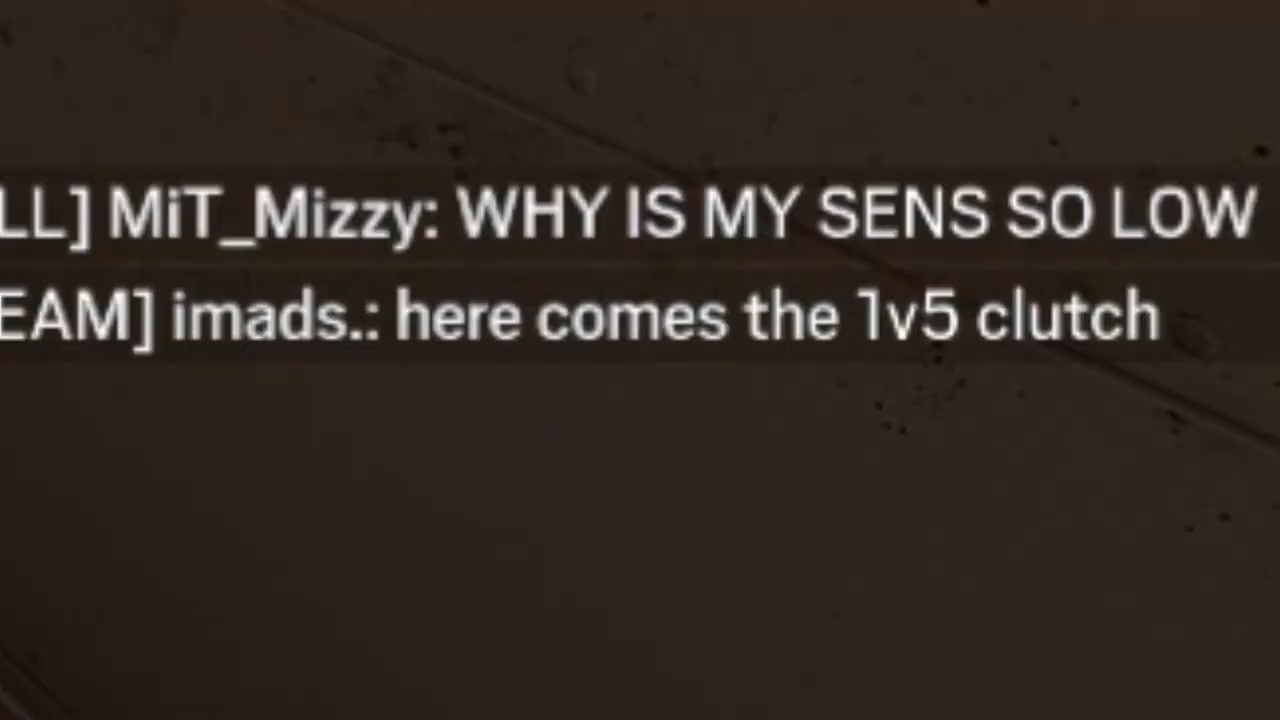 LL] MiT_Mizzy: WHY IS MY SENS SO LOW
EAM] imads.: here comes the 1v5 clutch